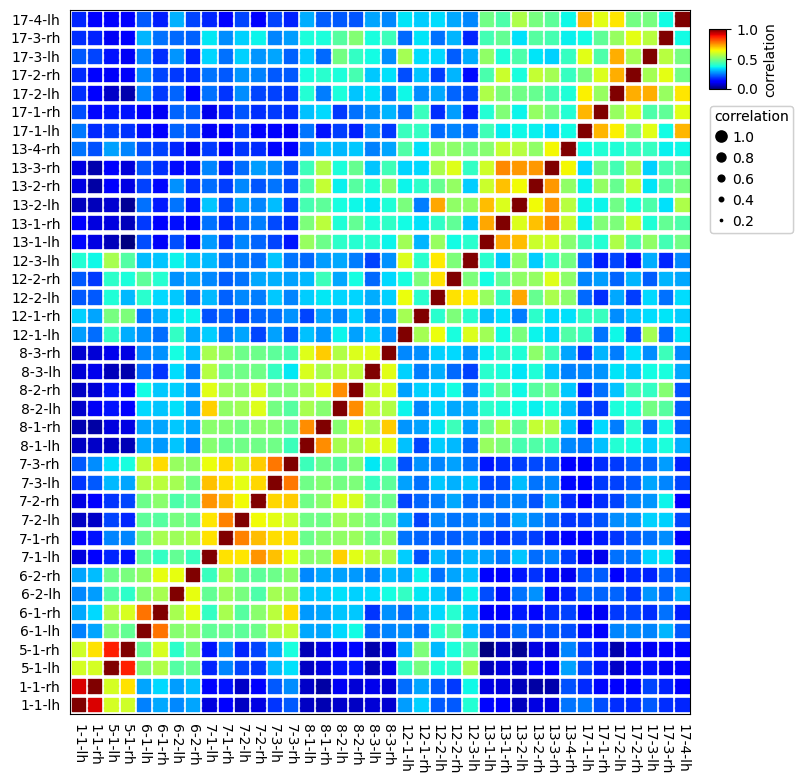 17-4-lh
17-3-rh
17-3-lh
17-2-rh
17-2-lh
17-1-rh
17-1-lh
13-4-rh
13-3-rh
13-2-rh
13-2-lh
13-1-rh
13-1-lh
12-3-lh
12-2-rh
12-2-lh
12-1-rh
12-1-lh
8-3-rh
8-3-lh
8-2-rh
8-2-lh
8-1-rh
8-1-lh
7-3-rh
7-3-lh
7-2-rh
7-2-lh
7-1-rh
7-1-lh
6-2-rh
6-2-lh
6-1-rh
6-1-lh
5-1-rh
5-1-lh
1-1-rh
1-1-lh
1-1-lh
1-1-rh
5-1-lh
5-1-rh
6-1-lh
6-1-rh
6-2-lh
6-2-rh
7-1-lh
7-1-rh
7-2-lh
7-2-rh
7-3-lh
7-3-rh
8-1-lh
8-1-rh
8-2-lh
8-2-rh
8-3-lh
8-3-rh
12-1-lh
12-1-rh
12-2-lh
12-2-rh
12-3-lh
13-1-lh
13-1-rh
13-2-lh
13-2-rh
13-3-rh
13-4-rh
17-1-lh
17-1-rh
17-2-lh
17-2-rh
17-3-lh
17-3-rh
17-4-lh
1.0
0.5
0.0
correlation
correlation
1.0
0.8
0.6
0.4
0.2